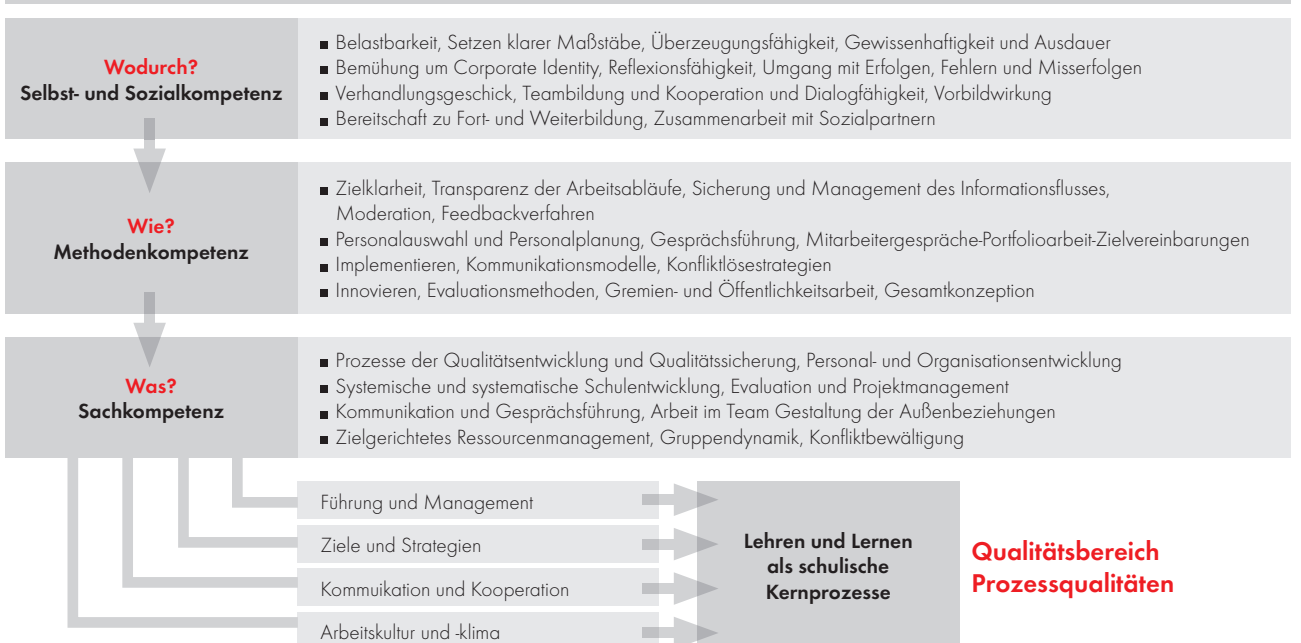 Wodurch?
Selbst- und Sozialkompetenz
Belastbarkeit, Setzen klarer Maßstäbe, Überzeugungsfähigkeit, Gewissenhaftigkeit und Ausdauer
Bemühung um Corporate Identity, Reflexionsfähigkeit, Umgang mit Erfolgen, Fehlern und Misserfolgen
Verhandlungsgeschick, Teambildung und Kooperation und Dialogfähigkeit, Vorbildwirkung
Bereitschaft zu Fort- und Weiterbildung, Zusammenarbeit mit Sozialpartnern
Wie?
Methodenkompetenz
Zielklarheit, Transparenz der Arbeitsabläufe, Sicherung und Management des Informationsflusses,
Moderation, Feedbackverfahren
Personalauswahl und Personalplanung, Gesprächsführung, Mitarbeitergespräche-Portfolioarbeit-Zielvereinbarungen
Implementieren, Kommunikationsmodelle, Konfliktlösestrategien
Innovieren, Evaluationsmethoden, Gremien- und Öffentlichkeitsarbeit, Gesamtkonzeption
Was?
Sachkompetenz
Prozesse der Qualitätsentwicklung und Qualitätssicherung, Personal- und Organisationsentwicklung
Systemische und systematische Schulentwicklung, Evaluation und Projektmanagement
Kommunikation und Gesprächsführung, Arbeit im Team Gestaltung der Außenbeziehungen
Zielgerichtetes Ressourcenmanagement, Gruppendynamik, Konfliktbewältigung
Führung und Management
Ziele und Strategien
Kommuikation und Kooperation
Arbeitskultur und -klima
Lehren und Lernen
als schulische
Kernprozesse
Qualitätsbereich
Prozessqualitäten